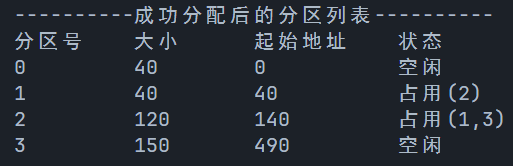 ----------成功分配后的分区列表----------
分区号 大小 起始地址 状态
0 40 0 空闲
1 40 40 占用(2)
2 120 140 占用(1,3)
3 150 490 空闲